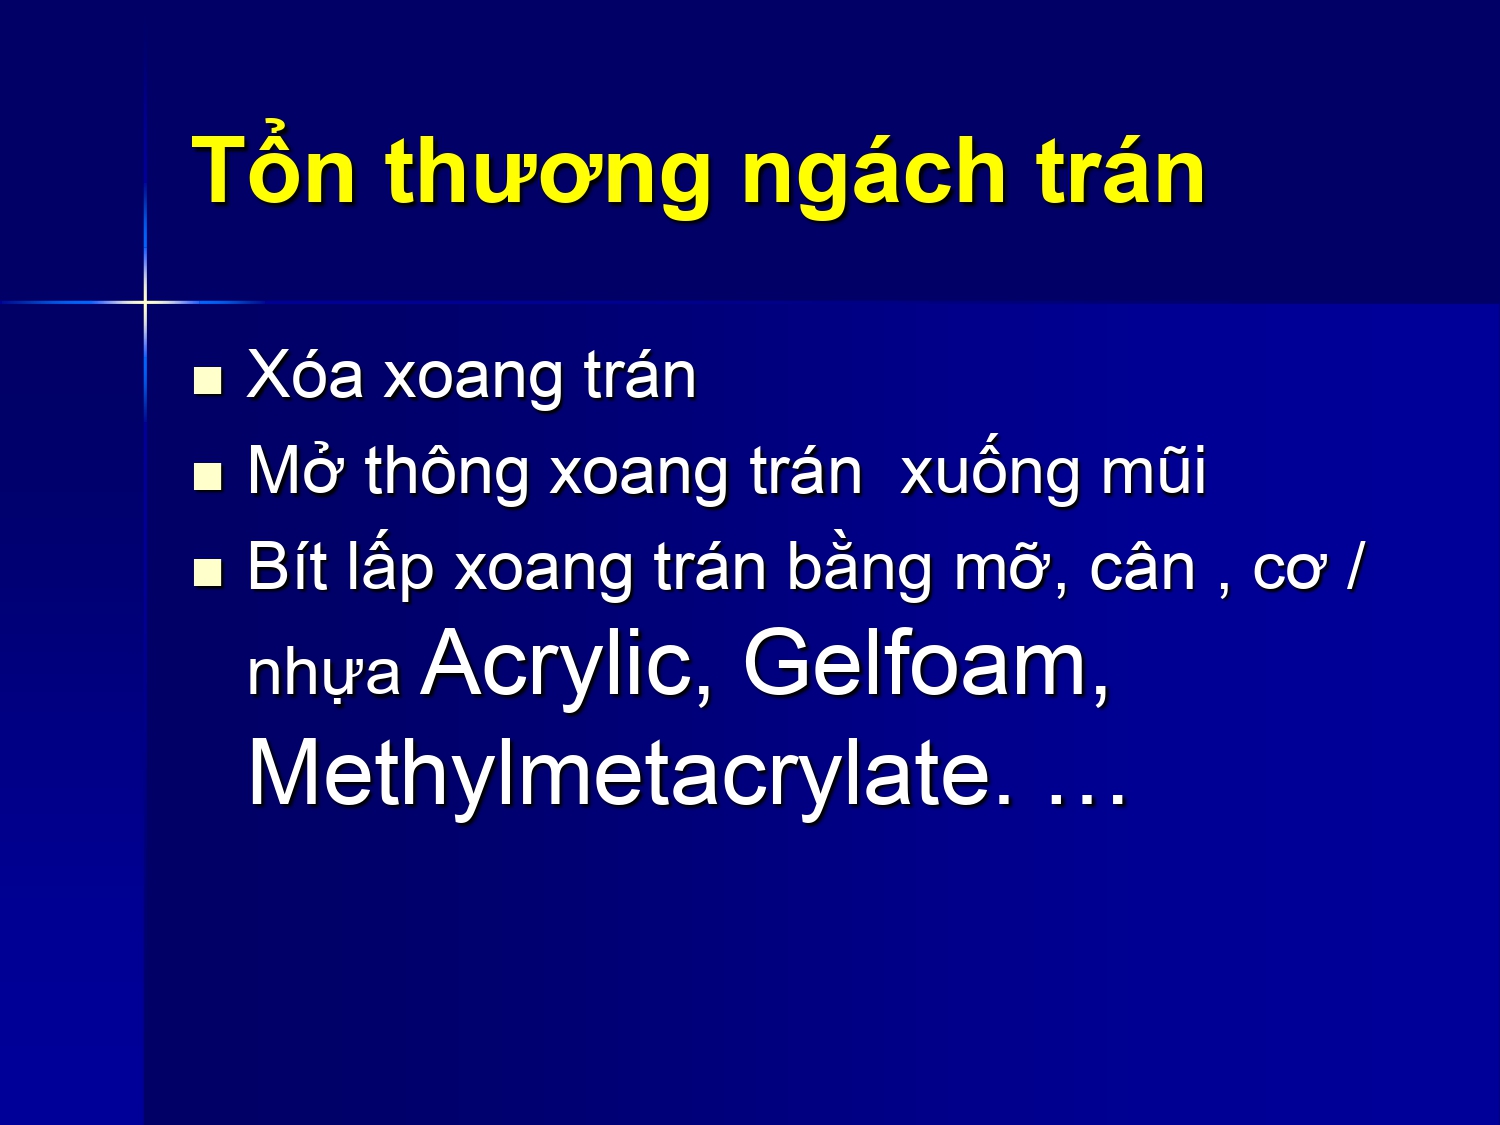 Tổn thương ngách trán
Xóa xoang trán
Mở thông xoang trán xuống mũi
Bít lấp xoang trán bằng mỡ, cân , cơ /
nhựa Acrylic, Gelfoam,
Methylmetacrylate. …